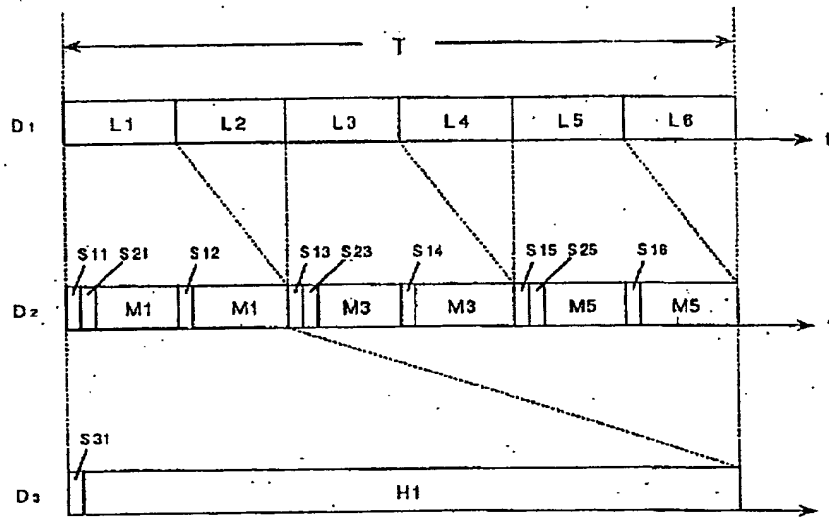 T
D1 L1 L2 L3 L4 L5 L6 t
S11 S21 S12 S13 S23 S14 S15 S25 S16
D2 M1 M1 M3 M3 M5 M5
S31
D3 H1